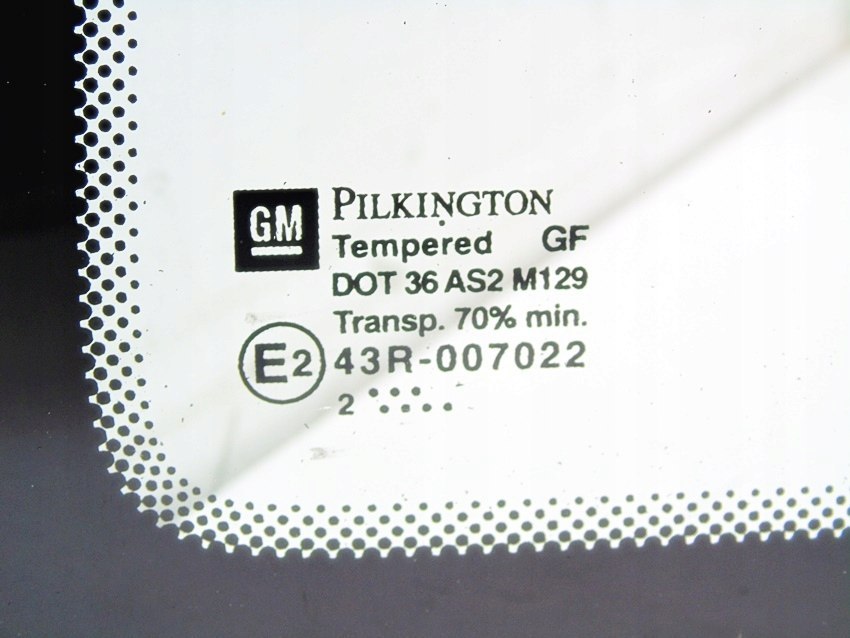 GM PILKINGTON
Tempered GF
DOT 36 AS2 M129
Transp. 70% min.
E2 43R-007022
2